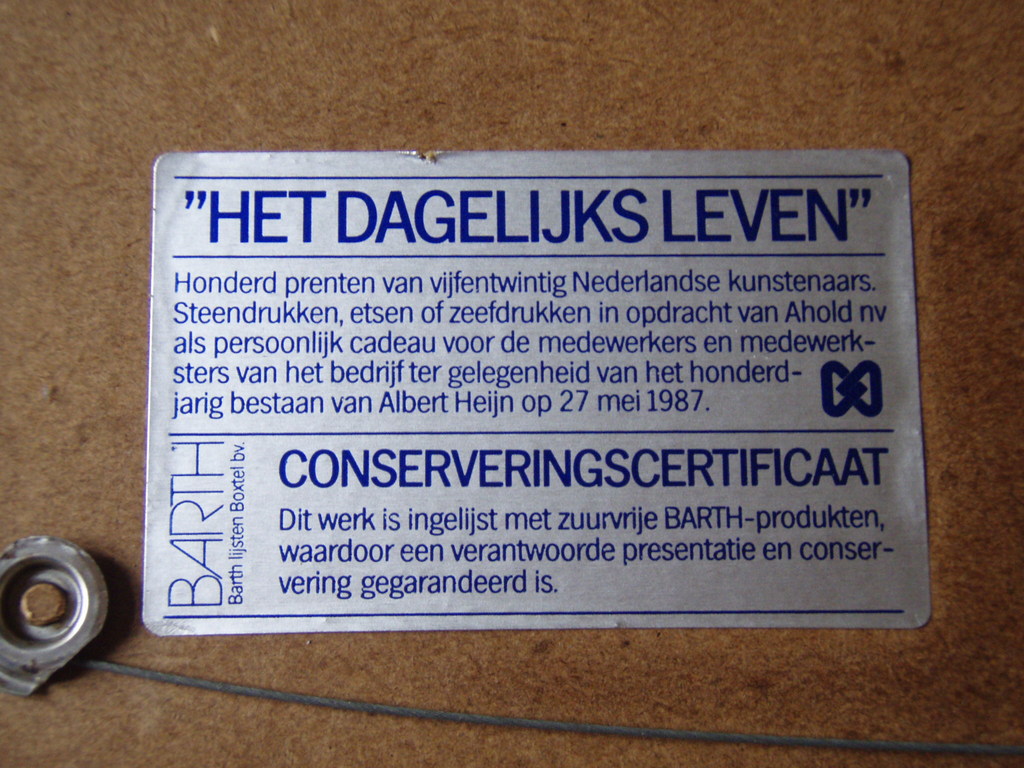 "HET DAGELIJKS LEVEN"
Honderd prenten van vijfentwintig Nederlandse kunstenaars.
Steendrukken, etsen of zeefdrukken in opdracht van Ahold nv
als persoonlijk cadeau voor de medewerkers en medewerk-
sters van het bedrijf ter gelegenheid van het honderd-
jarig bestaan van Albert Heijn op 27 mei 1987.
BARTH
Barth lijsten Boxtel bv.
CONSERVERINGSCERTIFICAAT
Dit werk is ingelijst met zuurvrije BARTH-produkten,
waardoor een verantwoorde presentatie en conser-
vering gegarandeerd is.